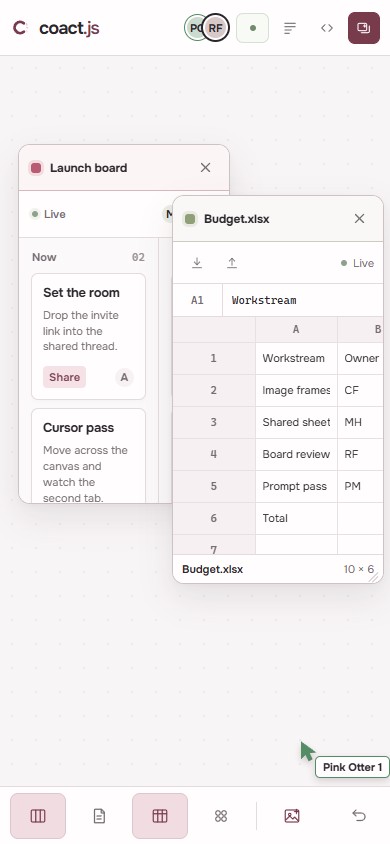 coact.js
RF
Launch board
Live
Now 02
Set the room
Drop the invite
link into the
shared thread.
Share A
Cursor pass
Move across the
canvas and
watch the
second tab.
Budget.xlsx
Live
A1 Workstream
A B
1 Workstream Owner
2 Image frames CF
3 Shared sheet MH
4 Board review RF
5 Prompt pass PM
6 Total
7
Budget.xlsx 10 × 6
Pink Otter 1